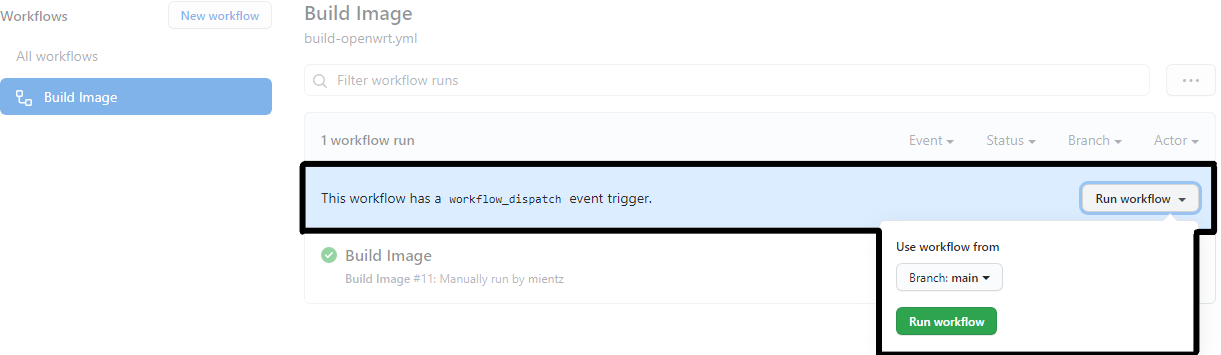 Workflows
New workflow
All workflows
Build Image
Build Image
build-openwrt.yml
Filter workflow runs
...
1 workflow run
Event Status Branch Actor
This workflow has a workflow_dispatch event trigger.
Run workflow
Use workflow from
Branch: main
Run workflow
Build Image
Build Image #11: Manually run by mientz